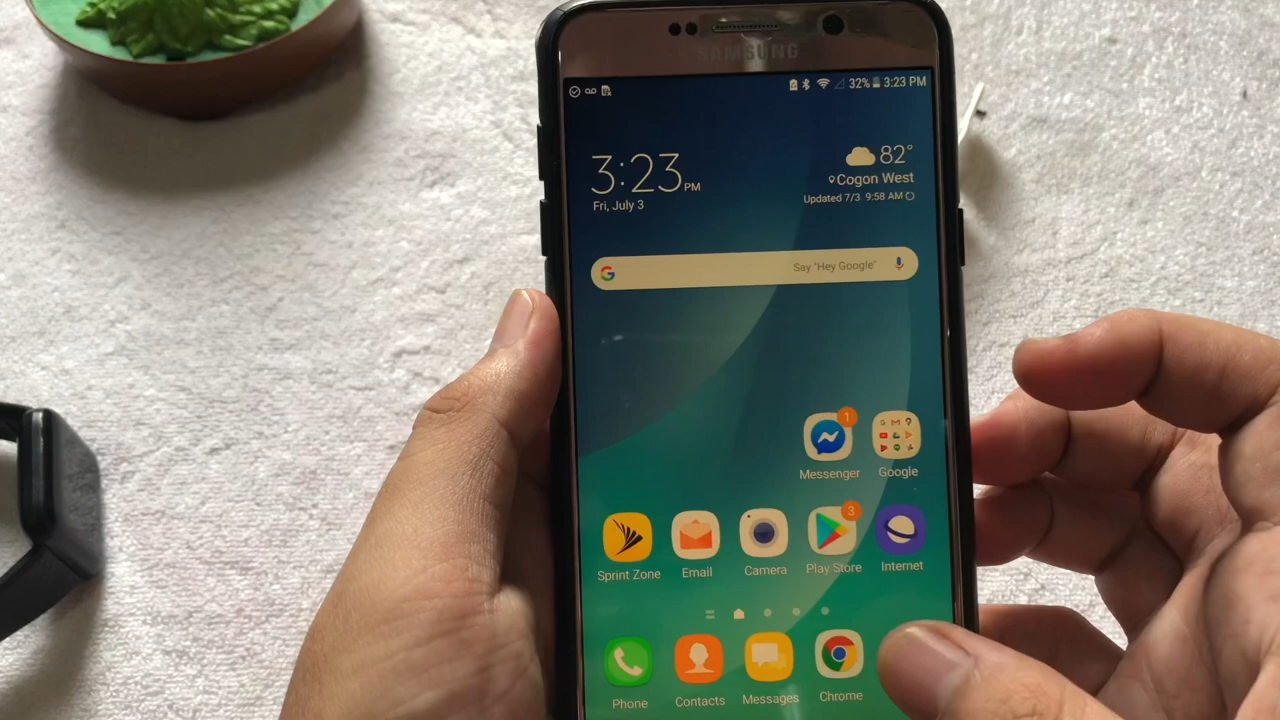 SAMSUNG
32% 3:23 PM
3:23 PM
Fri, July 3
82°
Cogon West
Updated 7/3 9:58 AM
Say "Hey Google"
1
Messenger
Google
3
Sprint Zone
Email
Camera
Play Store
Internet
Phone
Contacts
Messages
Chrome